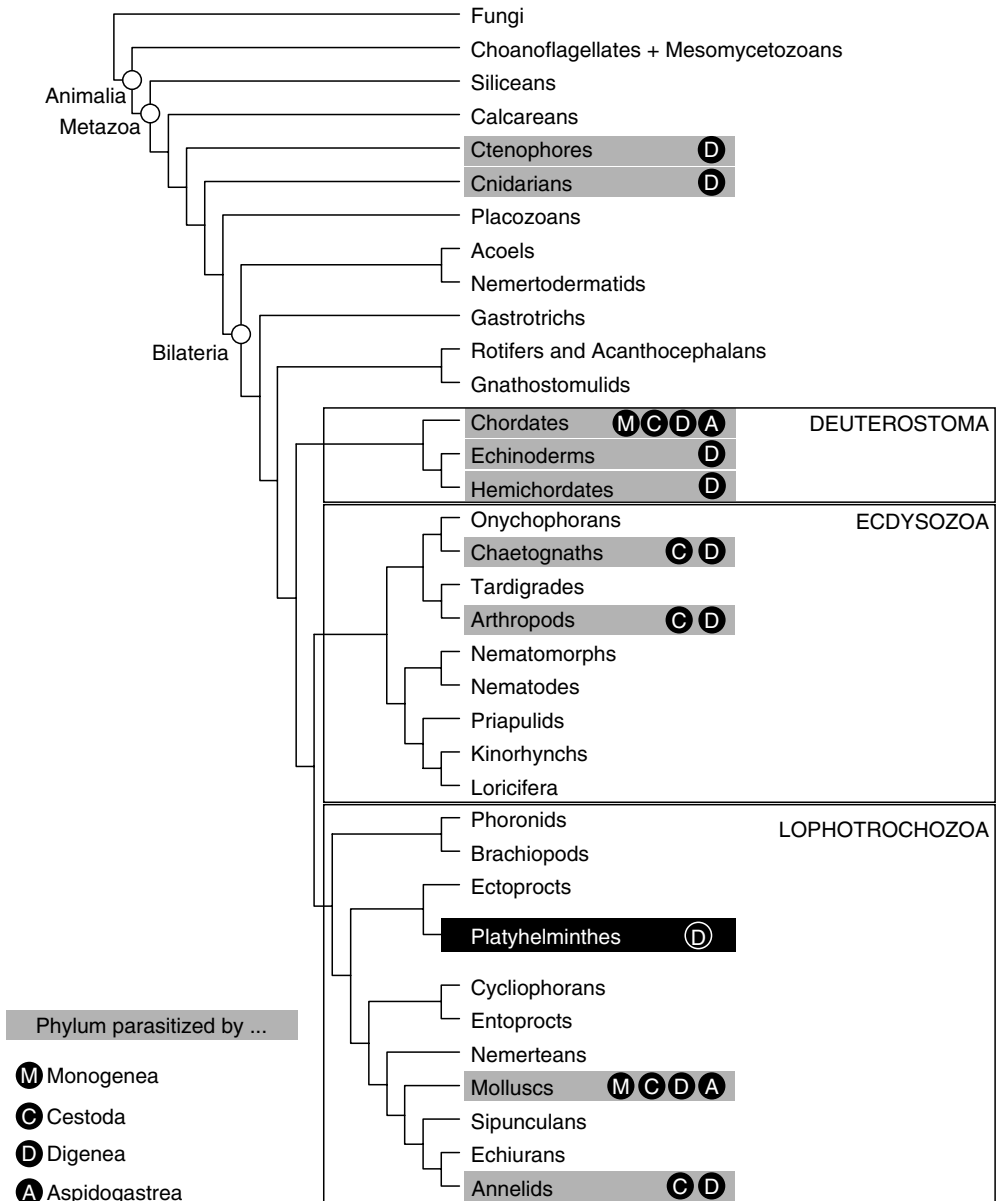 Fungi
Choanoflagellates + Mesomycetozoans
Animalia
Siliceans
Metazoa
Calcareans
Ctenophores D
Cnidarians D
Placozoans
Acoels
Nemertodermatids
Gastrotrichs
Bilateria
Rotifers and Acanthocephalans
Gnathostomulids
Chordates M C D A DEUTEROSTOMA
Echinoderms D
Hemichordates D
Onychophorans ECDYSOZOA
Chaetognaths C D
Tardigrades
Arthropods C D
Nematomorphs
Nematodes
Priapulids
Kinorhynchs
Loricifera
Phoronids LOPHOTROCHOZOA
Brachiopods
Ectoprocts
Platyhelminthes D
Cycliophorans
Entoprocts
Nemerteans
Molluscs M C D A
Sipunculans
Echiurans
Annelids C D
Phylum parasitized by ...
M Monogenea
C Cestoda
D Digenea
A Aspidogastrea